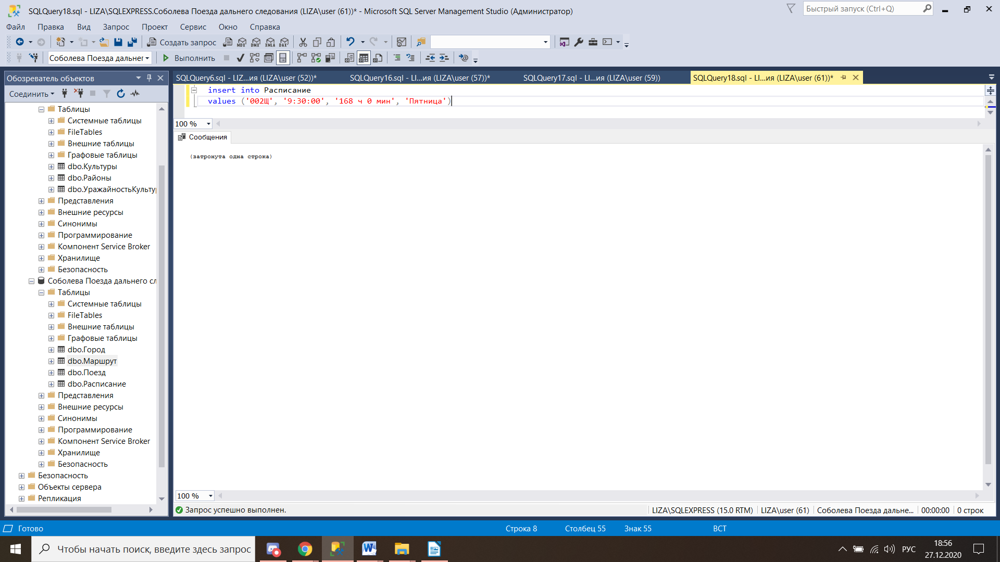 SQLQuery18.sql - LIZA\SQLEXPRESS.Соболева Поезда дальнего следования (LIZA\user (61))* - Microsoft SQL Server Management Studio (Администратор)
Быстрый запуск (Ctrl+Q)
Файл Правка Вид Запрос Проект Сервис Окно Справка
Создать запрос MDX DMX XMLA DAX
Соболева Поезда дальнег Выполнить
Обозреватель объектов
Соединить
Таблицы
Системные таблицы
FileTables
Внешние таблицы
Графовые таблицы
dbo.Культуры
dbo.Районы
dbo.УражайностьКульту
Представления
Внешние ресурсы
Синонимы
Программирование
Компонент Service Broker
Хранилище
Безопасность
Соболева Поезда дальнего сл
Таблицы
Системные таблицы
FileTables
Внешние таблицы
Графовые таблицы
dbo.Город
dbo.Маршрут
dbo.Поезд
dbo.Расписание
Представления
Внешние ресурсы
Синонимы
Программирование
Компонент Service Broker
Хранилище
Безопасность
Безопасность
Объекты сервера
Репликация
SQLQuery6.sql - LIZ...ия (LIZA\user (52))* SQLQuery16.sql - LI...ия (LIZA\user (57))* SQLQuery17.sql - LI...ия (LIZA\user (59)) SQLQuery18.sql - LI...ия (LIZA\user (61))*
insert into Расписание
values ('002Щ', '9:30:00', '168 ч 0 мин', 'Пятница')
100 %
Сообщения
(затронута одна строка)
100 %
Запрос успешно выполнен. LIZA\SQLEXPRESS (15.0 RTM) LIZA\user (61) Соболева Поезда дальне... 00:00:00 0 строк
Готово Строка 8 Столбец 55 Знак 55 ВСТ
Чтобы начать поиск, введите здесь запрос
РУС
18:56
27.12.2020